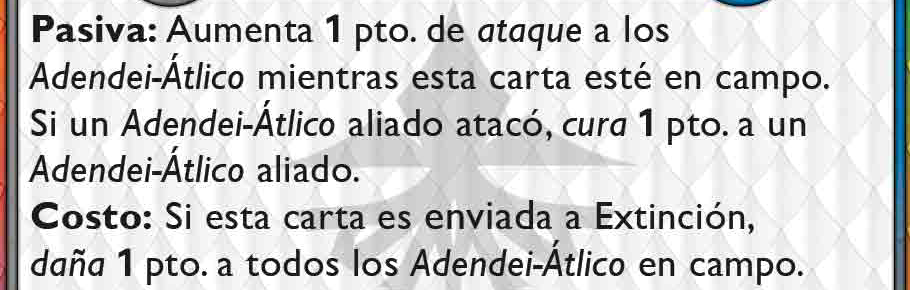 Pasiva: Aumenta 1 pto. de ataque a los
Adendei-Átlico mientras esta carta esté en campo.
Si un Adendei-Átlico aliado atacó, cura 1 pto. a un
Adendei-Átlico aliado.
Costo: Si esta carta es enviada a Extinción,
daña 1 pto. a todos los Adendei-Átlico en campo.